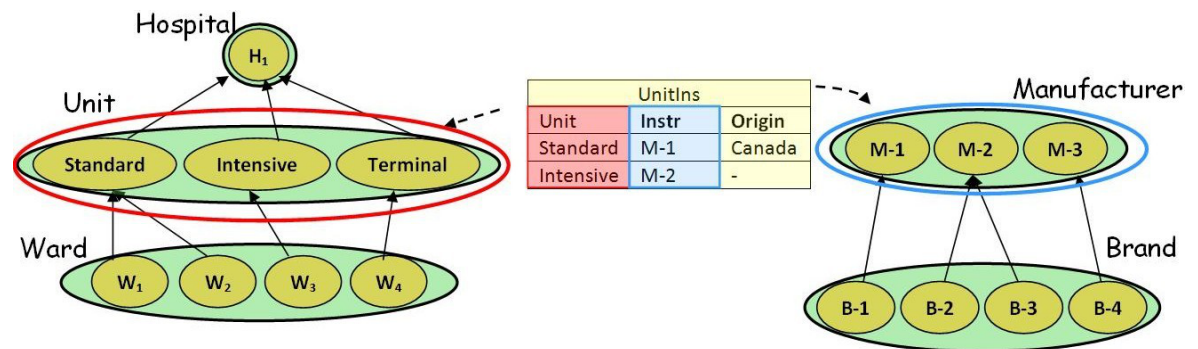 Hospital
H₁
Unit
Standard Intensive Terminal
Ward
W₁ W₂ W₃ W₄
UnitIns
Unit Instr Origin
Standard M-1 Canada
Intensive M-2 -
Manufacturer
M-1 M-2 M-3
Brand
B-1 B-2 B-3 B-4